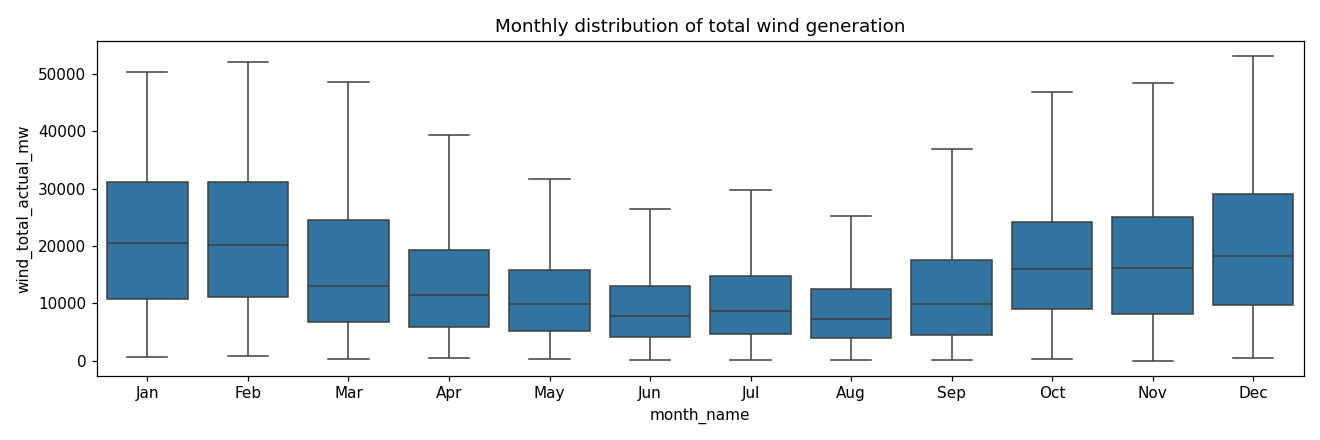 Monthly distribution of total wind generation
wind_total_actual_mw
50000
40000
30000
20000
10000
0
Jan Feb Mar Apr May Jun Jul Aug Sep Oct Nov Dec
month_name